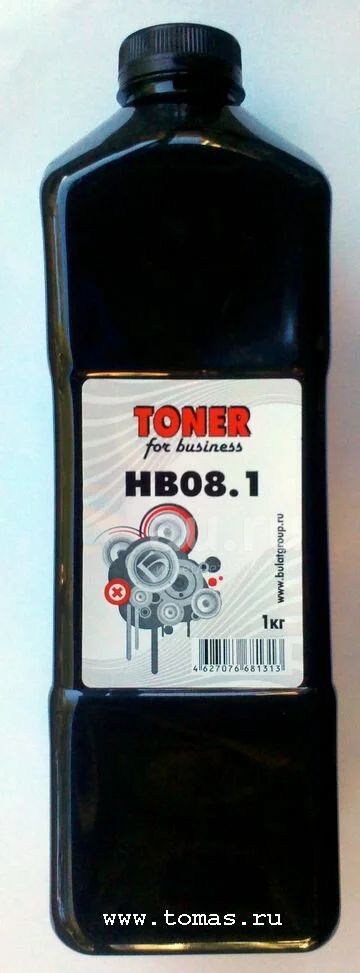 TONER
for business
HB08.1
www.bulatgroup.ru
1кг
4 627076 681313
www.tomas.ru